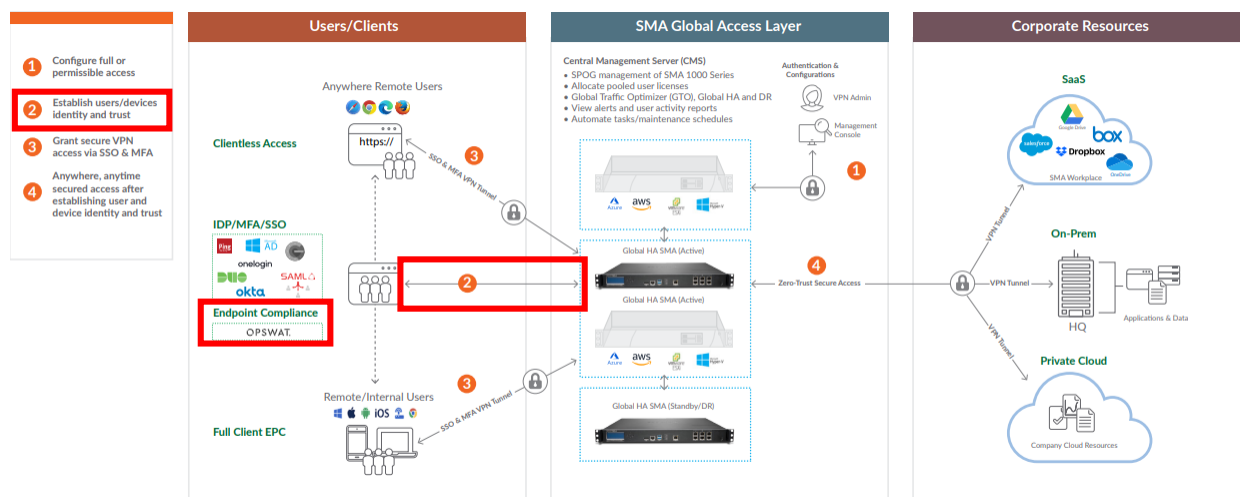 Users/Clients
SMA Global Access Layer
Corporate Resources
1
Configure full or
permissible access
2
Establish users/devices
identity and trust
3
Grant secure VPN
access via SSO & MFA
4
Anywhere, anytime
secured access after
establishing user and
device identity and trust
Anywhere Remote Users
Clientless Access
https://
3
SSO & MFA VPN Tunnel
IDP/MFA/SSO
Ping
AD
onelogin
DUO
SAML
okta
2
Endpoint Compliance
OPSWAT.
Remote/Internal Users
iOS
Full Client EPC
3
SSO & MFA VPN Tunnel
Central Management Server (CMS)
• SPOG management of SMA 1000 Series
• Allocate pooled user licenses
• Global Traffic Optimizer (GTO), Global HA and DR
• View alerts and user activity reports
• Automate tasks/maintenance schedules
Authentication &
Configurations
VPN Admin
Management
Console
1
Azure
aws
Global HA SMA (Active)
Global HA SMA (Active)
Azure
aws
Global HA SMA (Standby/DR)
4
Zero-Trust Secure Access
SaaS
Google Drive
salesforce
box
Dropbox
OneDrive
SMA Workplace
VPN Tunnel
On-Prem
VPN Tunnel
HQ
Applications & Data
VPN Tunnel
Private Cloud
Company Cloud Resources